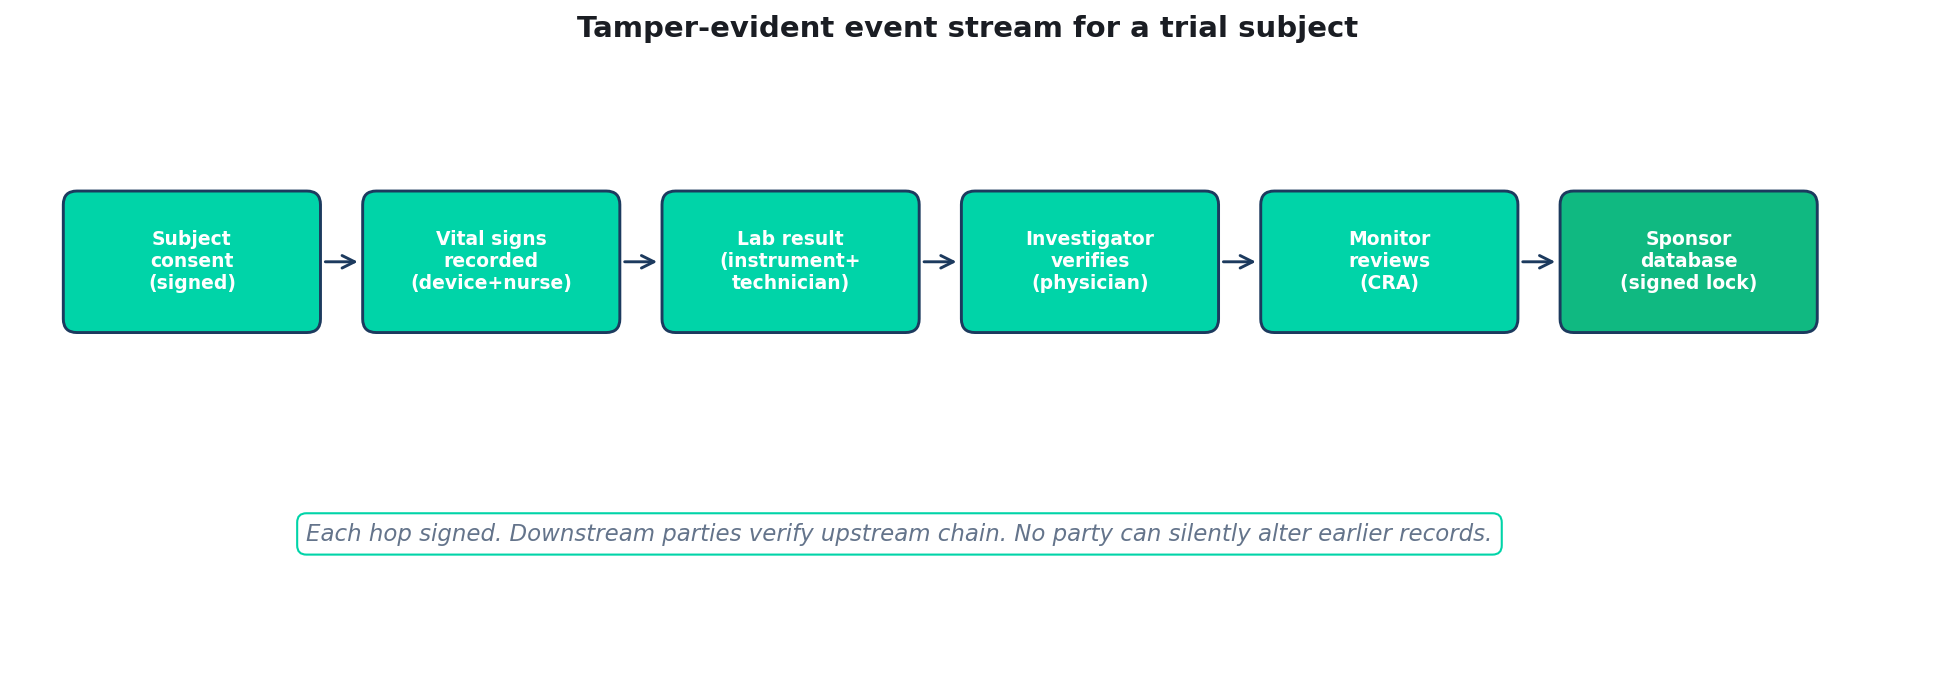 Tamper-evident event stream for a trial subject
Subject
consent
(signed)
Vital signs
recorded
(device+nurse)
Lab result
(instrument+
technician)
Investigator
verifies
(physician)
Monitor
reviews
(CRA)
Sponsor
database
(signed lock)
Each hop signed. Downstream parties verify upstream chain. No party can silently alter earlier records.